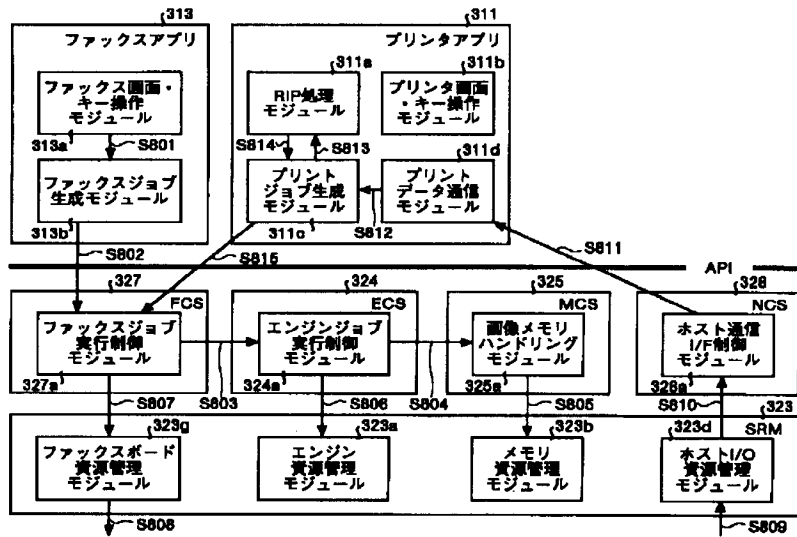 313
ファックスアプリ
ファックス画面・
キー操作
モジュール
313a
S801
ファックスジョブ
生成モジュール
313b
S802
311
プリンタアプリ
311a
RIP処理
モジュール
311b
プリンタ画面
・キー操作
モジュール
S814
S813
311d
プリント
ジョブ生成
モジュール
311c
S812
プリント
データ通信
モジュール
S815
S811
API
327
FCS
ファックスジョブ
実行制御
モジュール
327a
S807
S803
324
ECS
エンジンジョブ
実行制御
モジュール
324a
S806
S804
325
MCS
画像メモリ
ハンドリング
モジュール
325a
S805
328
NCS
ホスト通信
I/F制御
モジュール
328a
S810
323
SRM
323g
ファックスボード
資源管理
モジュール
S808
323a
エンジン
資源管理
モジュール
323b
メモリ
資源管理
モジュール
323d
ホストI/O
資源管理
モジュール
S809